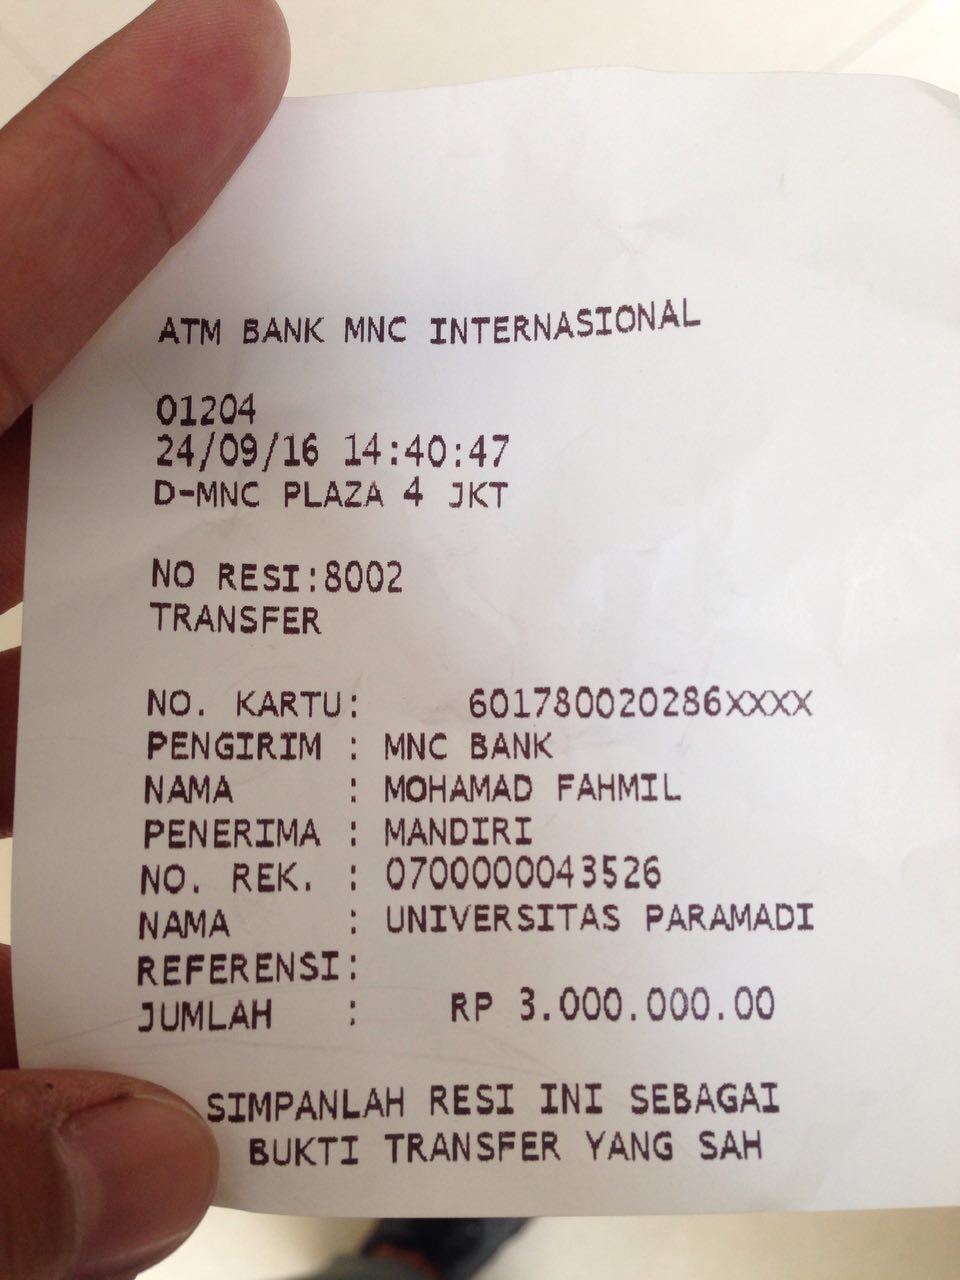 ATM BANK MNC INTERNASIONAL
01204
24/09/16 14:40:47
D-MNC PLAZA 4 JKT
NO RESI:8002
TRANSFER
NO. KARTU: 601780020286XXXX
PENGIRIM : MNC BANK
NAMA : MOHAMAD FAHMIL
PENERIMA : MANDIRI
NO. REK. : 0700000043526
NAMA : UNIVERSITAS PARAMADI
REFERENSI:
JUMLAH : RP 3.000.000.00
SIMPANLAH RESI INI SEBAGAI
BUKTI TRANSFER YANG SAH